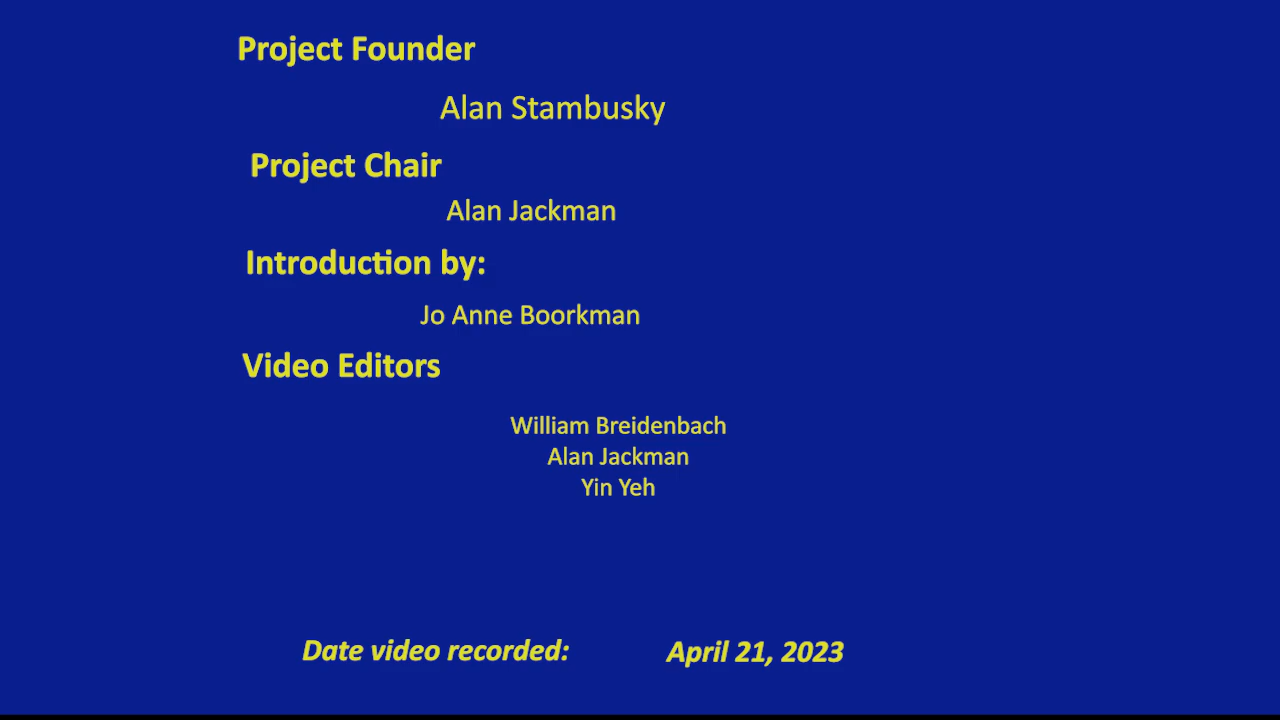 Project Founder
Alan Stambusky
Project Chair
Alan Jackman
Introduction by:
Jo Anne Boorkman
Video Editors
William Breidenbach
Alan Jackman
Yin Yeh
Date video recorded: April 21, 2023